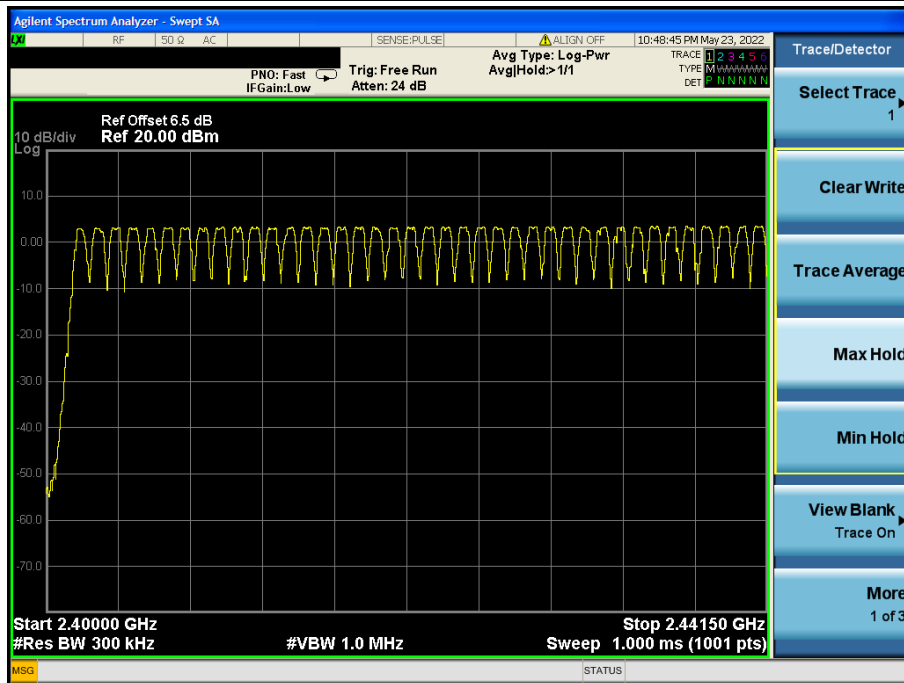 Agilent Spectrum Analyzer - Swept SA
LXI RF 50 Ω AC SENSE:PULSE ALIGN OFF 10:48:45 PM May 23, 2022
PNO: Fast Trig: Free Run Avg Type: Log-Pwr TRACE 1 2 3 4 5 6
IFGain:Low Atten: 24 dB Avg|Hold:>1/1 TYPE M WWWWW
DET P N N N N N
Ref Offset 6.5 dB
10 dB/div Ref 20.00 dBm
Log
10.0
0.00
-10.0
-20.0
-30.0
-40.0
-50.0
-60.0
-70.0
Start 2.40000 GHz Stop 2.44150 GHz
#Res BW 300 kHz #VBW 1.0 MHz Sweep 1.000 ms (1001 pts)
MSG STATUS
Trace/Detector
Select Trace
1
Clear Write
Trace Average
Max Hold
Min Hold
View Blank
Trace On
More
1 of 3